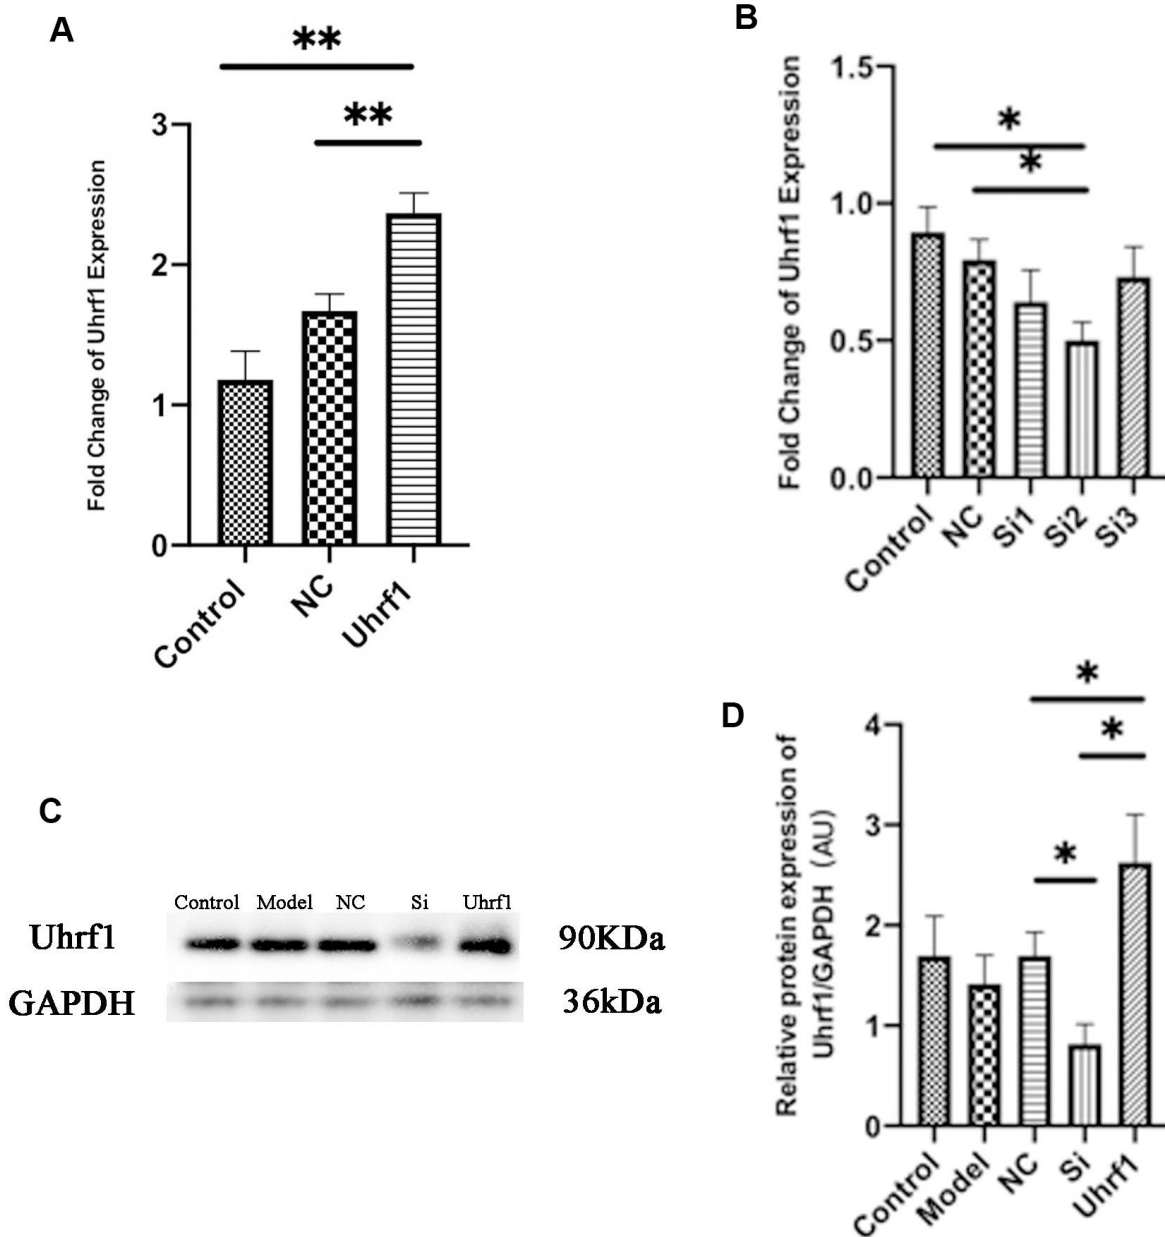 A
**
**
3
2
1
0
Fold Change of Uhrf1 Expression
Control
NC
Uhrf1
B
*
*
1.5
1.0
0.5
0.0
Fold Change of Uhrf1 Expression
Control
NC
Si1
Si2
Si3
C
Control Model NC Si Uhrf1
Uhrf1 90KDa
GAPDH 36kDa
D
*
*
*
4
3
2
1
0
Relative protein expression of
Uhrf1/GAPDH (AU)
Control
Model
NC
Si
Uhrf1